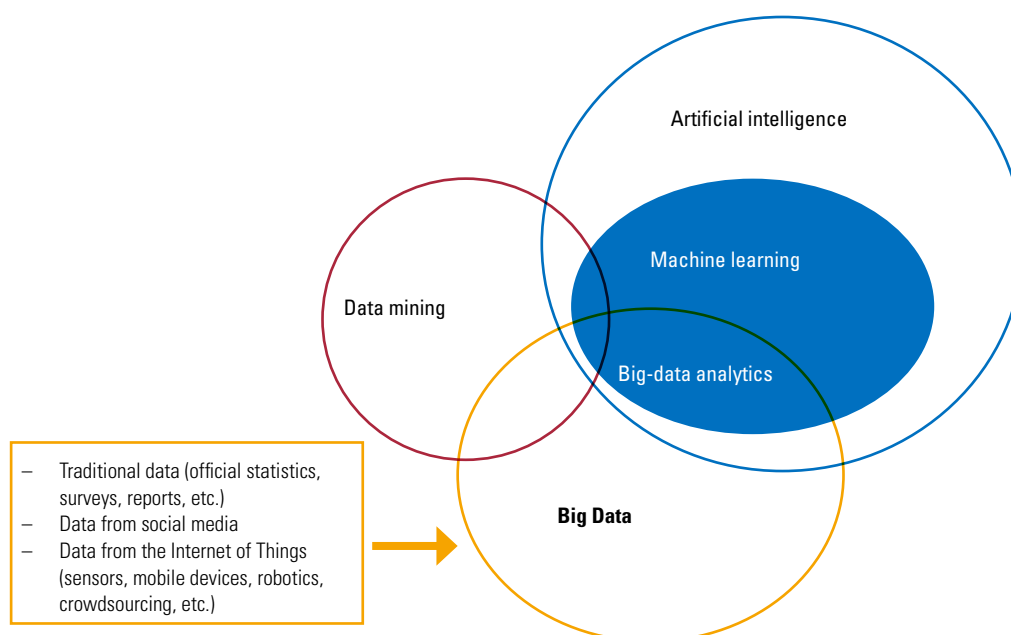 Artificial intelligence
Machine learning
Data mining
Big-data analytics
– Traditional data (official statistics,
surveys, reports, etc.)
– Data from social media
– Data from the Internet of Things
(sensors, mobile devices, robotics,
crowdsourcing, etc.)
Big Data